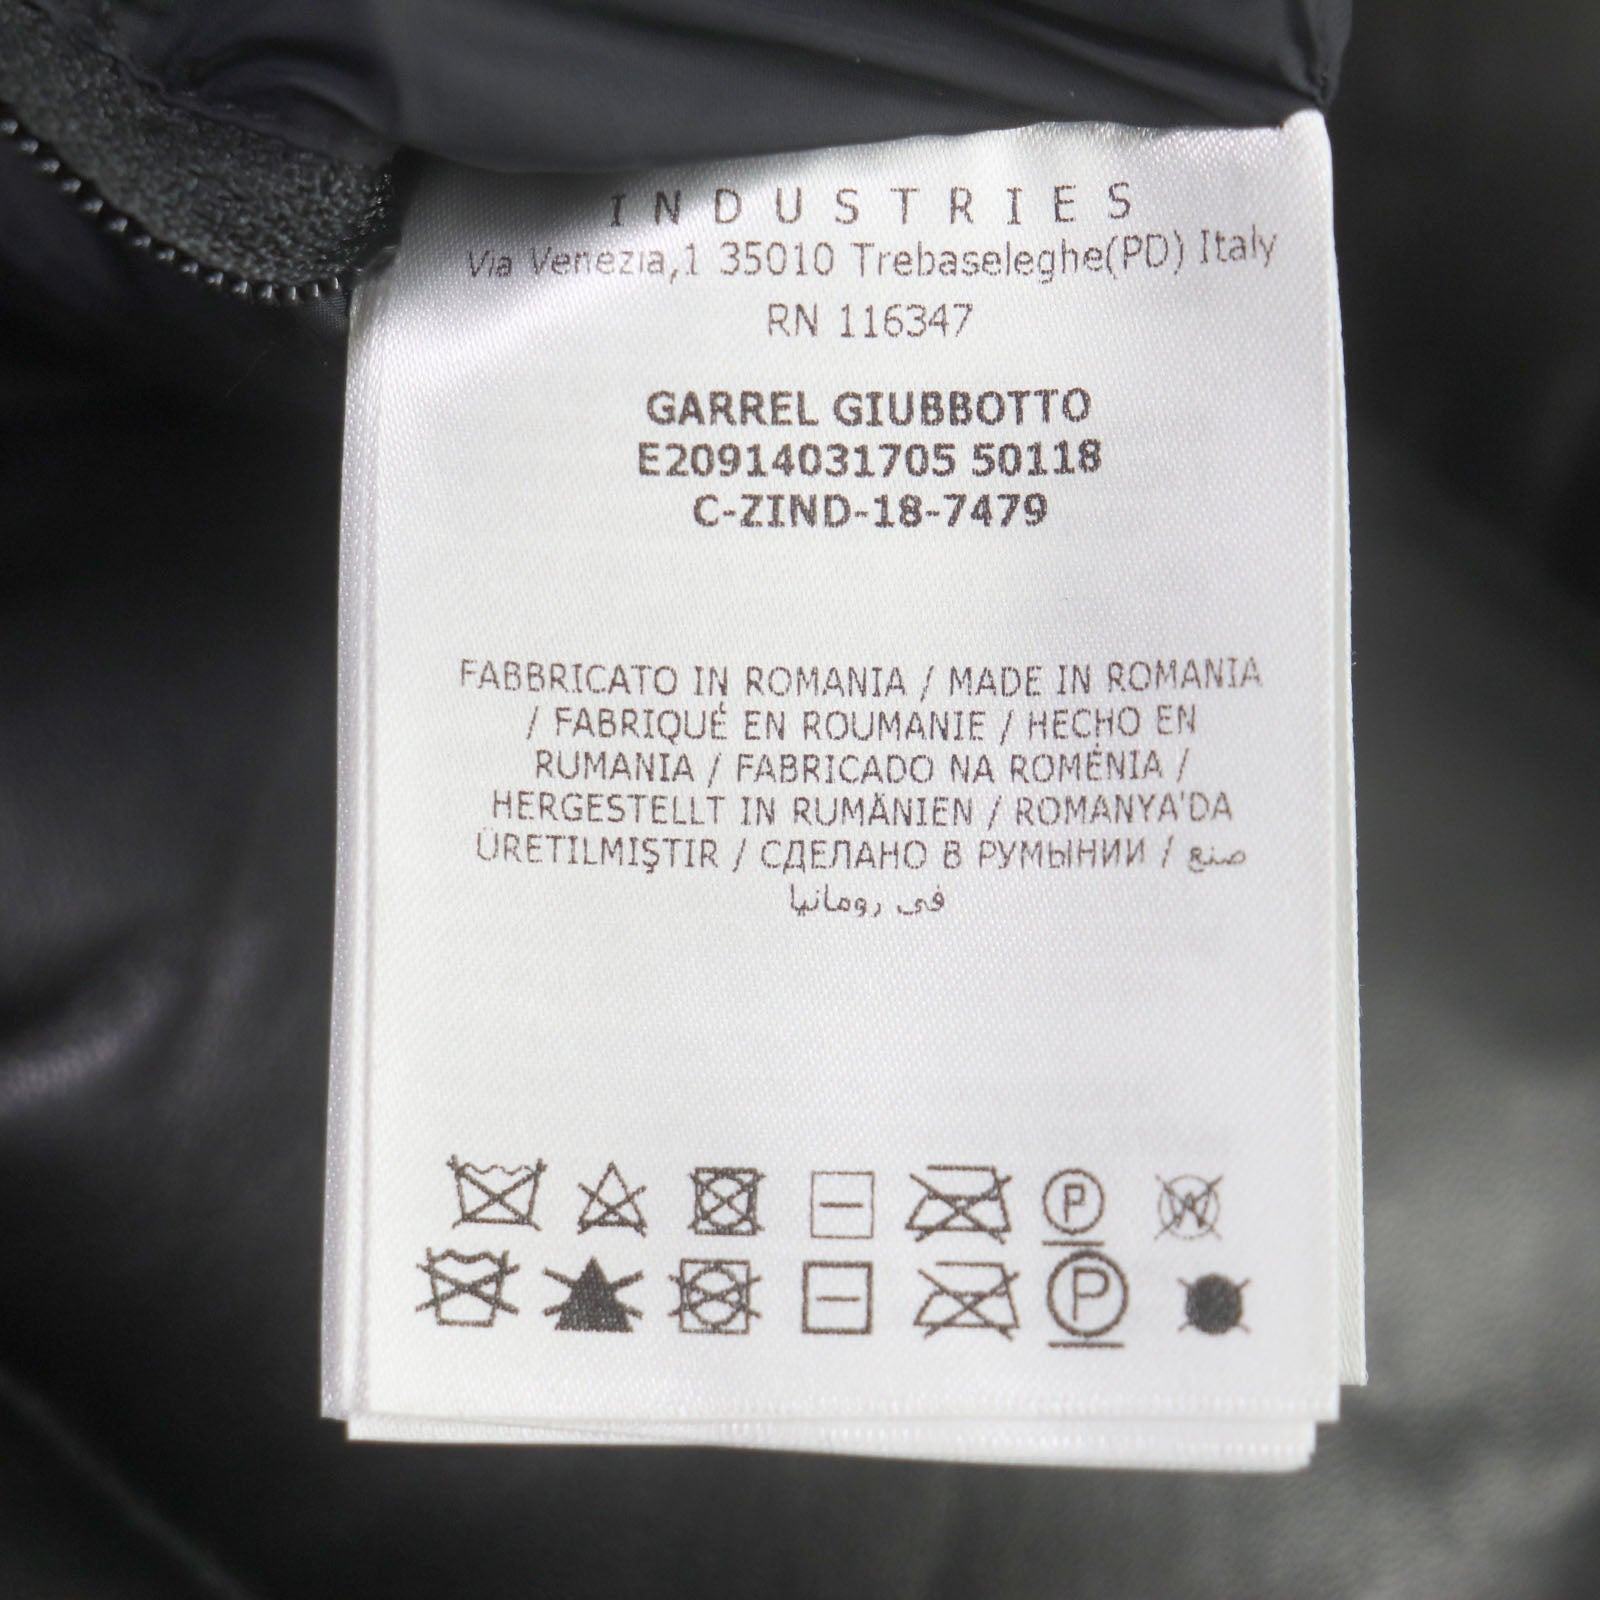 INDUSTRIES
Via Venezia,1 35010 Trebaseleghe(PD) Italy
RN 116347
GARREL GIUBBOTTO
E20914031705 50118
C-ZIND-18-7479
FABBRICATO IN ROMANIA / MADE IN ROMANIA
/ FABRIQUÉ EN ROUMANIE / HECHO EN
RUMANIA / FABRICADO NA ROMÉNIA /
HERGESTELLT IN RUMÄNIEN / ROMANYA'DA
ÜRETILMIŞTIR / СДЕЛАНО В РУМЫНИИ / صنع
في رومانيا
P W
P